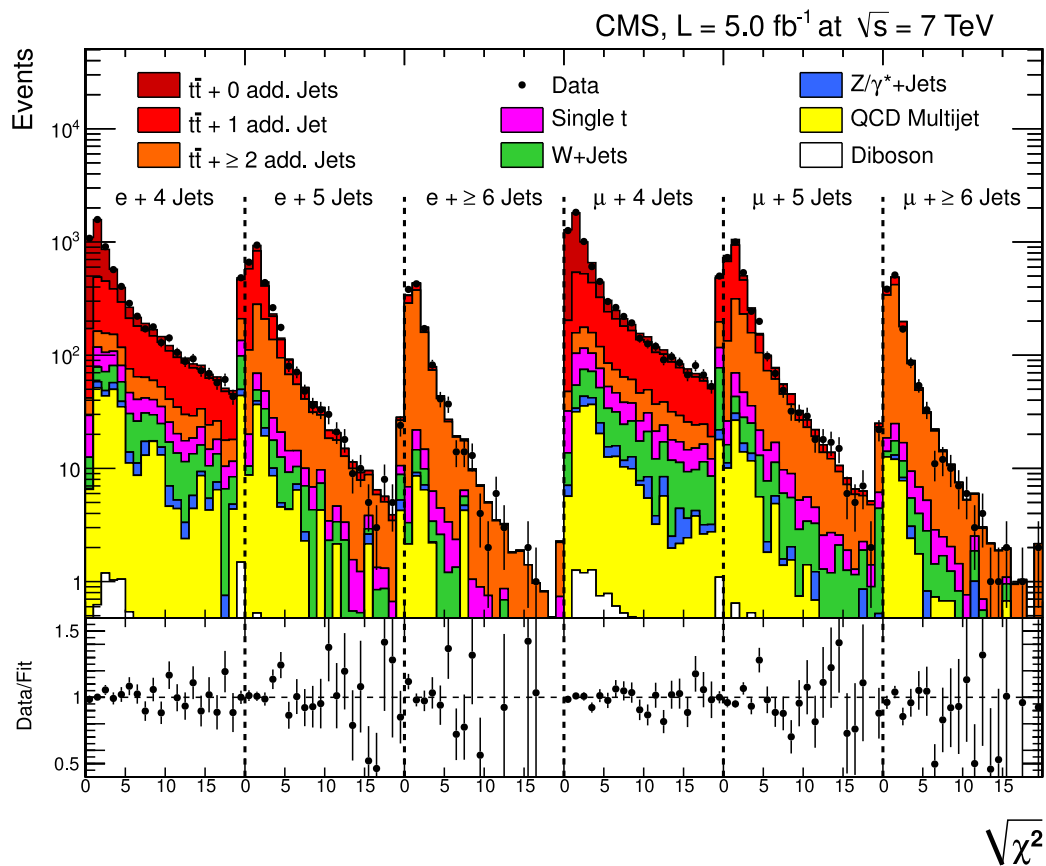 CMS, L = 5.0 fb⁻¹ at √s = 7 TeV
Events
tt̄ + 0 add. Jets
tt̄ + 1 add. Jet
tt̄ + ≥ 2 add. Jets
Data
Single t
W+Jets
Z/γ*+Jets
QCD Multijet
Diboson
e + 4 Jets e + 5 Jets e + ≥ 6 Jets μ + 4 Jets μ + 5 Jets μ + ≥ 6 Jets
10⁴
10³
10²
10
1
Data/Fit
1.5
1
0.5
0 5 10 15 0 5 10 15 0 5 10 15 0 5 10 15 0 5 10 15 0 5 10 15
√χ²